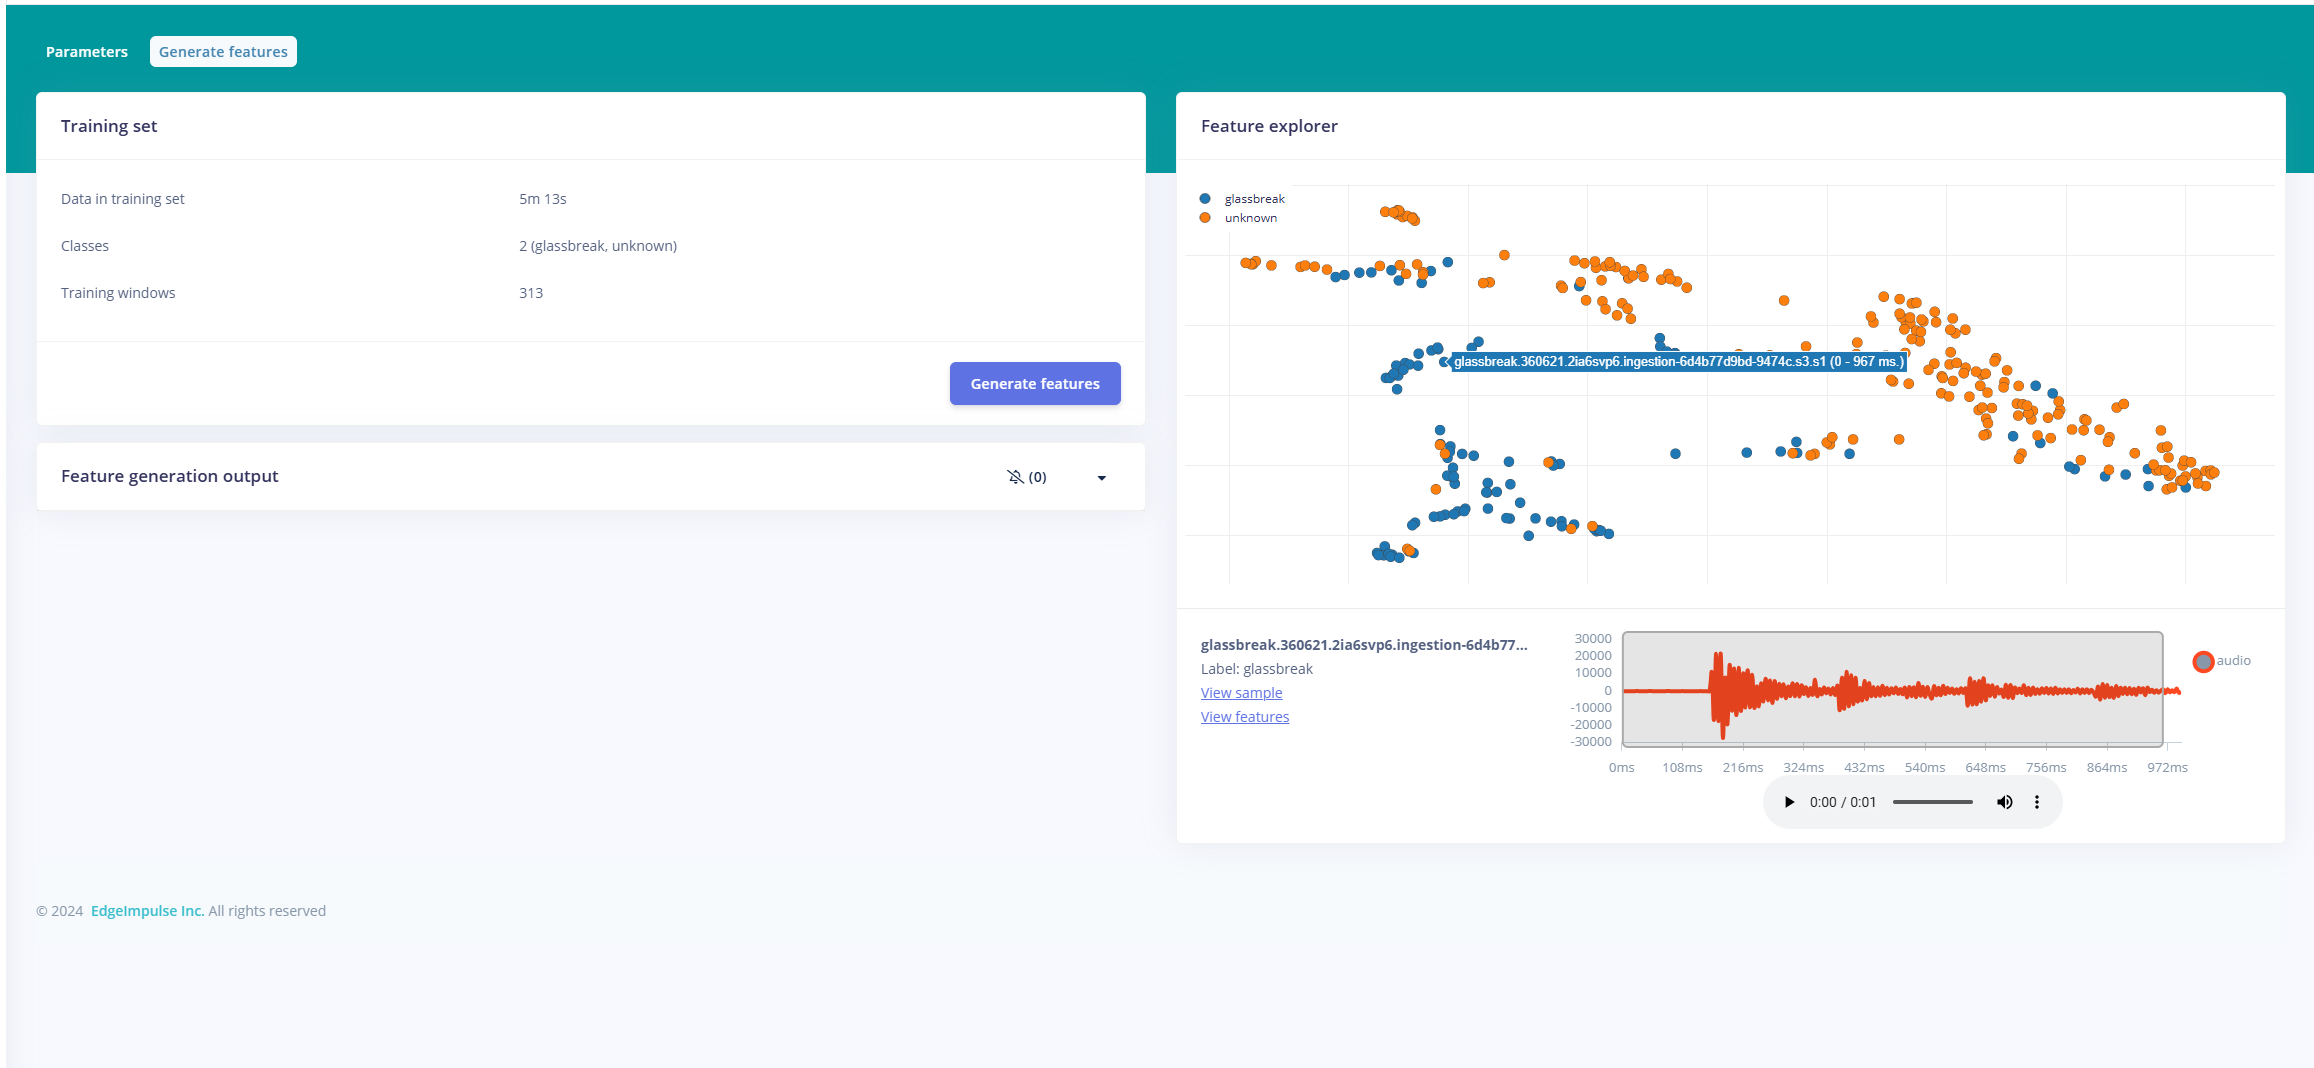 Parameters
Generate features
Training set
Data in training set 5m 13s
Classes 2 (glassbreak, unknown)
Training windows 313
Generate features
Feature generation output (0)
Feature explorer
glassbreak
unknown
glassbreak.360621.2ia6svp6.ingestion-6d4b77d9bd-9474c.s3.s1 (0 - 967 ms.)
glassbreak.360621.2ia6svp6.ingestion-6d4b77...
Label: glassbreak
View sample
View features
30000
20000
10000
0
-10000
-20000
-30000
0ms 108ms 216ms 324ms 432ms 540ms 648ms 756ms 864ms 972ms
audio
0:00 / 0:01
© 2024 EdgeImpulse Inc. All rights reserved